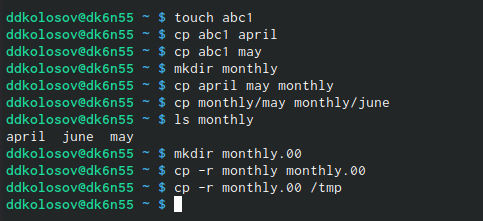 ddkolosov@dk6n55 ~ $ touch abc1
ddkolosov@dk6n55 ~ $ cp abc1 april
ddkolosov@dk6n55 ~ $ cp abc1 may
ddkolosov@dk6n55 ~ $ mkdir monthly
ddkolosov@dk6n55 ~ $ cp april may monthly
ddkolosov@dk6n55 ~ $ cp monthly/may monthly/june
ddkolosov@dk6n55 ~ $ ls monthly
april  june  may
ddkolosov@dk6n55 ~ $ mkdir monthly.00
ddkolosov@dk6n55 ~ $ cp -r monthly monthly.00
ddkolosov@dk6n55 ~ $ cp -r monthly.00 /tmp
ddkolosov@dk6n55 ~ $